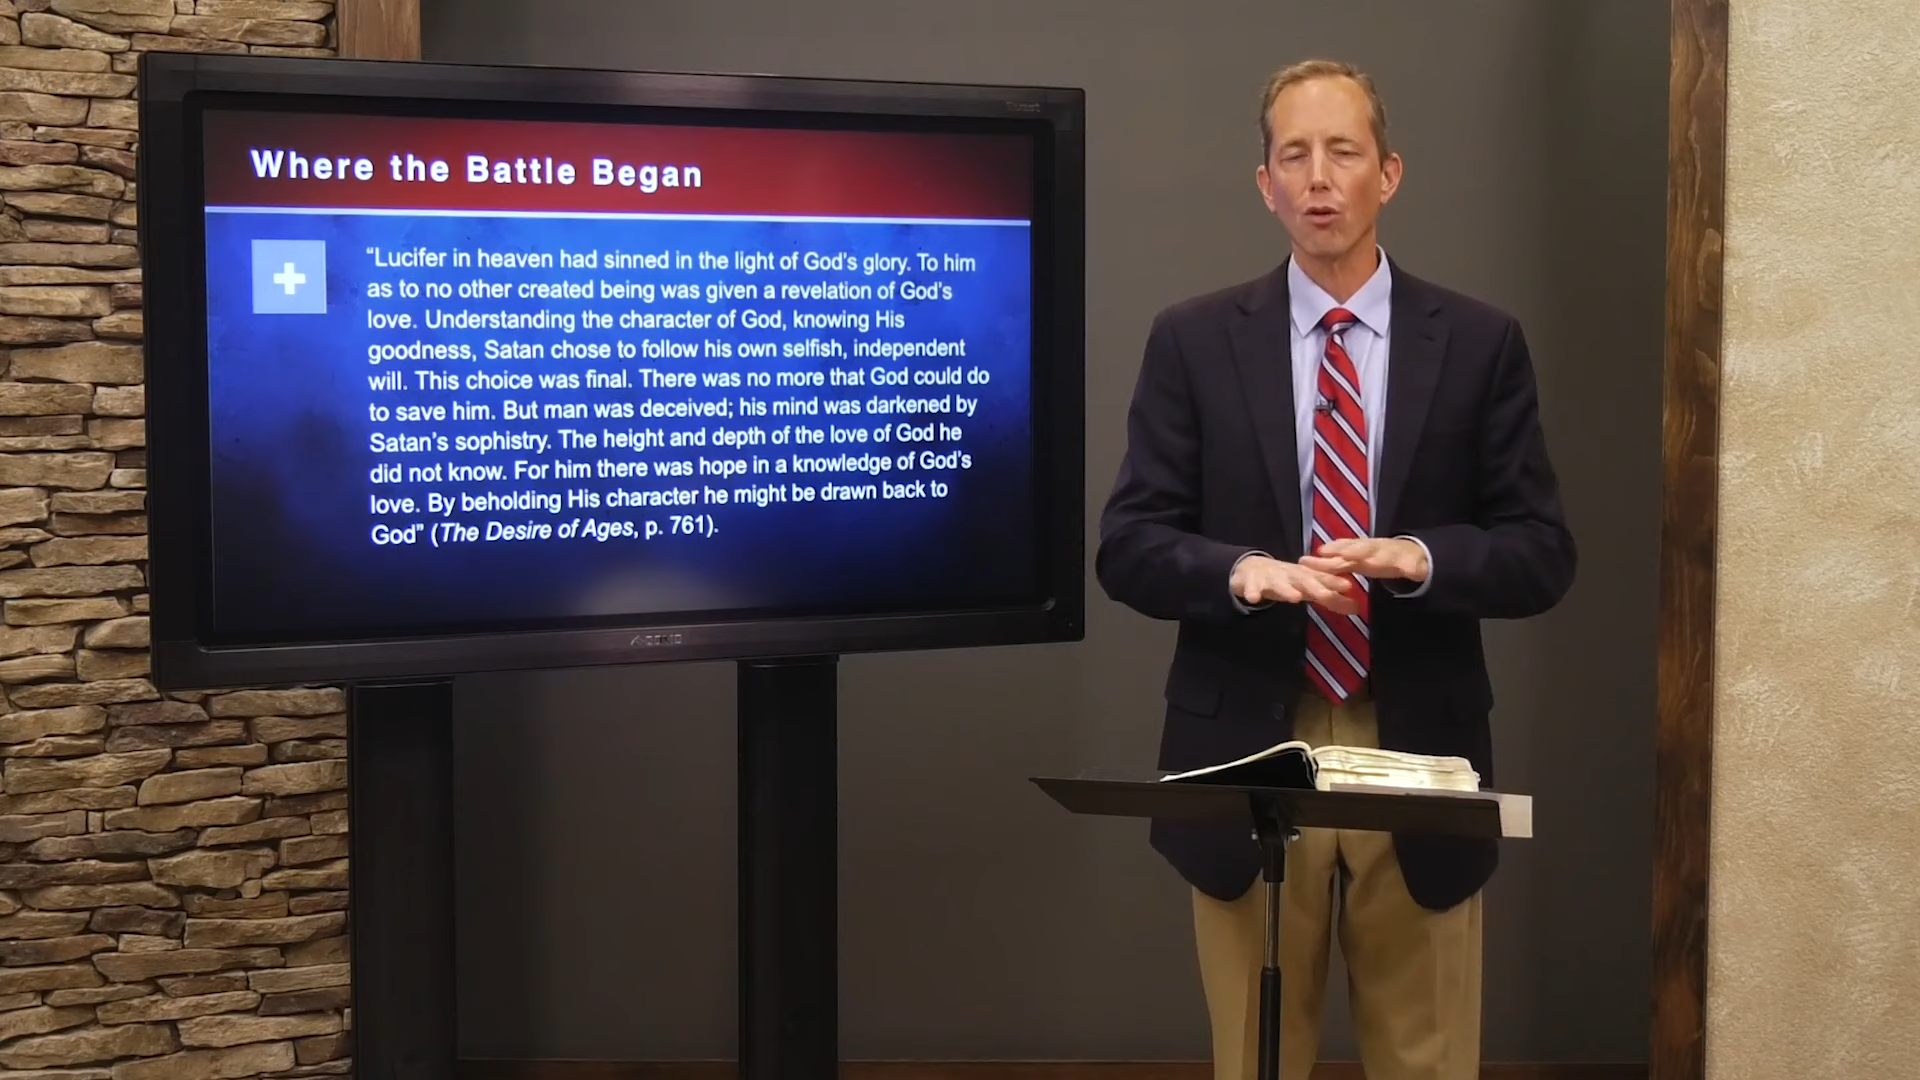 Where the Battle Began
“Lucifer in heaven had sinned in the light of God’s glory. To him
as to no other created being was given a revelation of God’s
love. Understanding the character of God, knowing His
goodness, Satan chose to follow his own selfish, independent
will. This choice was final. There was no more that God could do
to save him. But man was deceived; his mind was darkened by
Satan’s sophistry. The height and depth of the love of God he
did not know. For him there was hope in a knowledge of God’s
love. By beholding His character he might be drawn back to
God” (The Desire of Ages, p. 761).